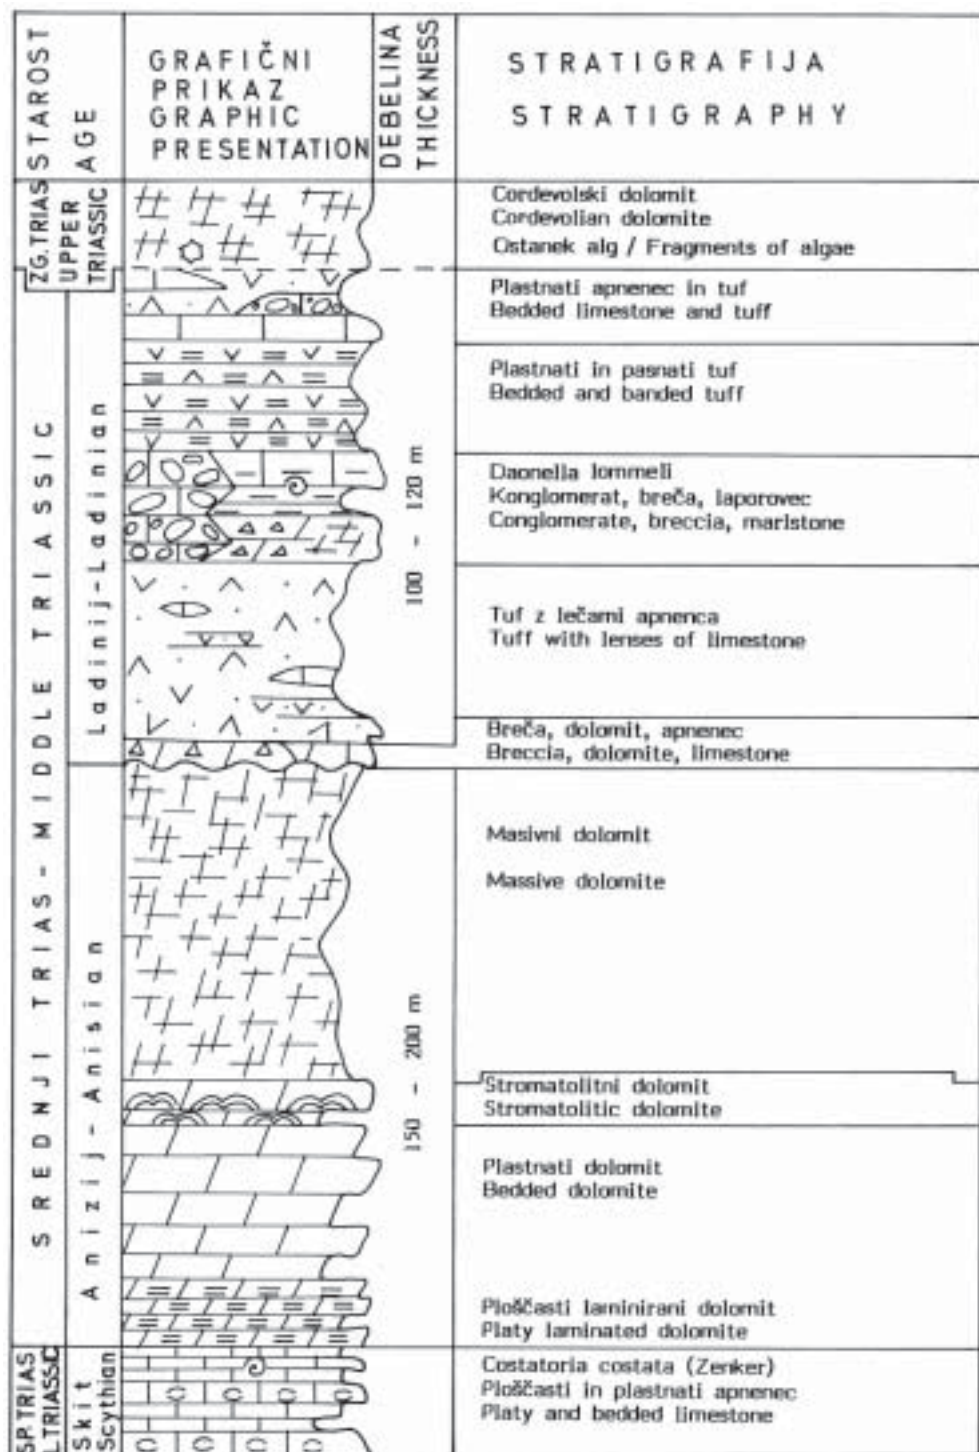 STAROST
AGE
GRAFIČNI
PRIKAZ
GRAPHIC
PRESENTATION
DEBELINA
THICKNESS
STRATIGRAFIJA
STRATIGRAPHY
ZG.TRIAS
UPPER
TRIASSIC
Cordevolski dolomit
Cordevolian dolomite
Ostanek alg / Fragments of algae
SREDNJI TRIAS - MIDDLE TRIASSIC
Ladinij-Ladinian
100 - 120 m
Plastnati apnenec in tuf
Bedded limestone and tuff
Plastnati in pasnati tuf
Bedded and banded tuff
Daonella lommeli
Konglomerat, breča, laporovec
Conglomerate, breccia, marlstone
Tuf z lečami apnenca
Tuff with lenses of limestone
Breča, dolomit, apnenec
Breccia, dolomite, limestone
Anizij-Anisian
150 - 200 m
Masivni dolomit
Massive dolomite
Stromatolitni dolomit
Stromatolitic dolomite
Plastnati dolomit
Bedded dolomite
Ploščasti laminirani dolomit
Platy laminated dolomite
SP.TRIAS
L.TRIASSIC
Skit
Scythian
Costatoria costata (Zenker)
Ploščasti in plastnati apnenec
Platy and bedded limestone